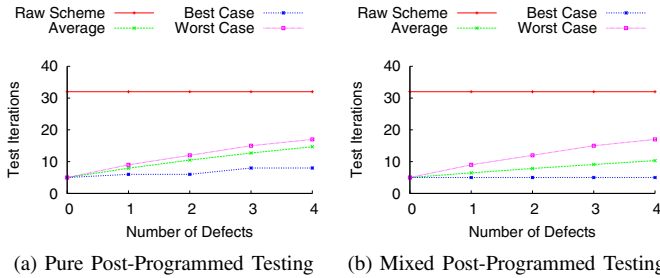 Raw Scheme Best Case
Average Worst Case
Raw Scheme Best Case
Average Worst Case
40
30
20
10
0
Test Iterations
0 1 2 3 4
Number of Defects
40
30
20
10
0
Test Iterations
0 1 2 3 4
Number of Defects
(a) Pure Post-Programmed Testing
(b) Mixed Post-Programmed Testing